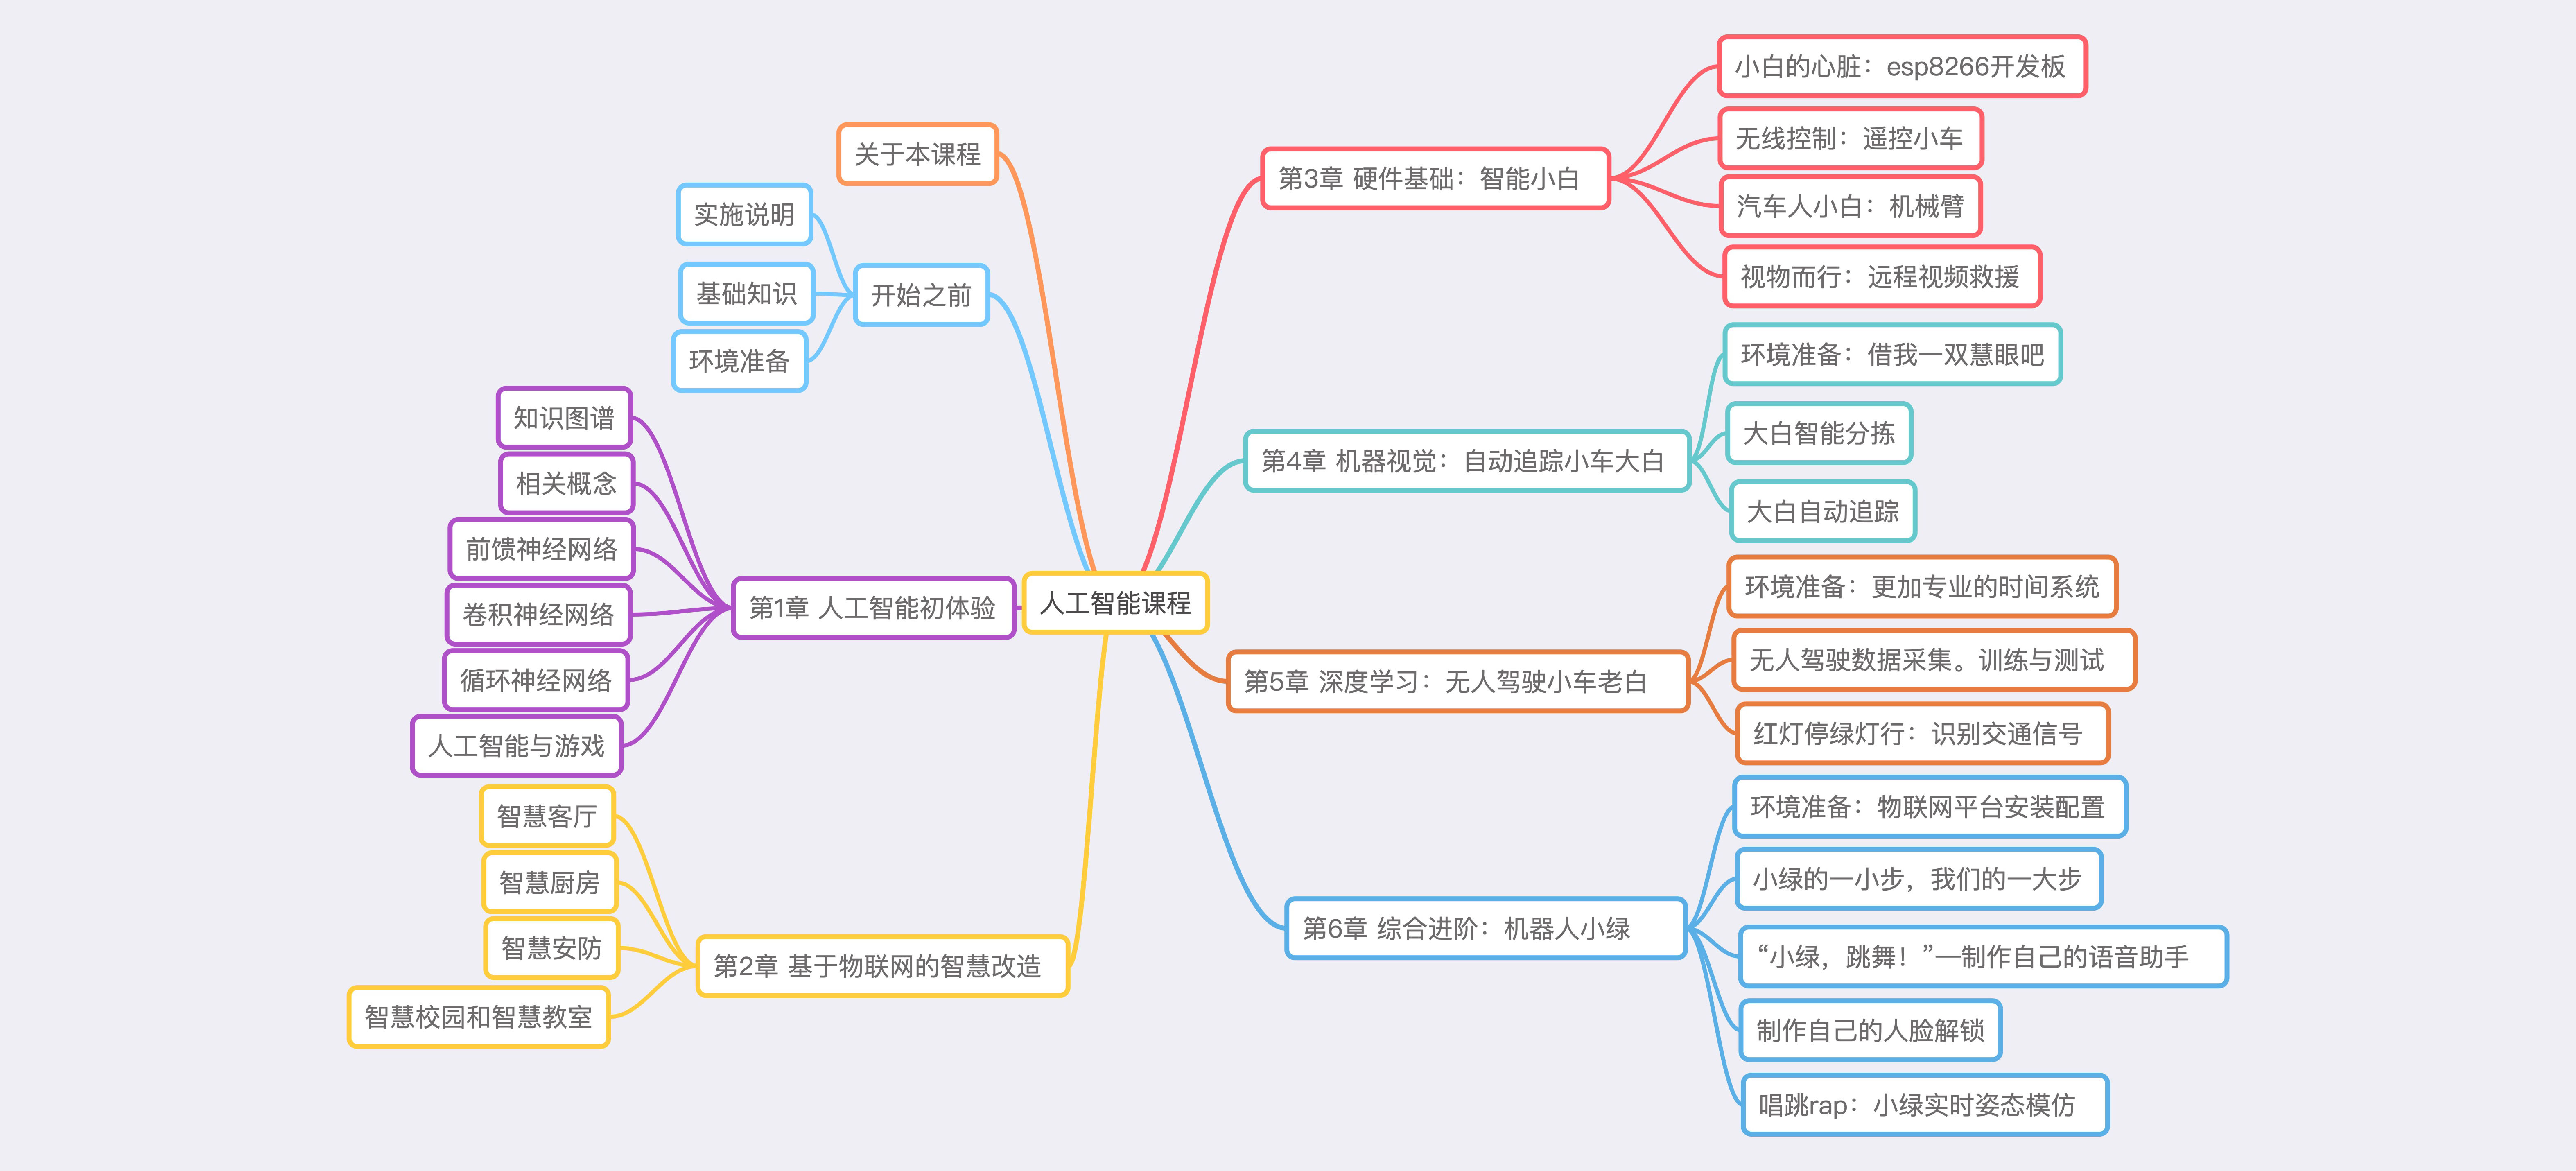 人工智能课程
关于本课程
开始之前
实施说明
基础知识
环境准备
第1章 人工智能初体验
知识图谱
相关概念
前馈神经网络
卷积神经网络
循环神经网络
人工智能与游戏
第2章 基于物联网的智慧改造
智慧客厅
智慧厨房
智慧安防
智慧校园和智慧教室
第3章 硬件基础：智能小白
小白的心脏：esp8266开发板
无线控制：遥控小车
汽车人小白：机械臂
视物而行：远程视频救援
第4章 机器视觉：自动追踪小车大白
环境准备：借我一双慧眼吧
大白智能分拣
大白自动追踪
第5章 深度学习：无人驾驶小车老白
环境准备：更加专业的时间系统
无人驾驶数据采集。训练与测试
红灯停绿灯行：识别交通信号
第6章 综合进阶：机器人小绿
环境准备：物联网平台安装配置
小绿的一小步，我们的一大步
“小绿，跳舞！”—制作自己的语音助手
制作自己的人脸解锁
唱跳rap：小绿实时姿态模仿